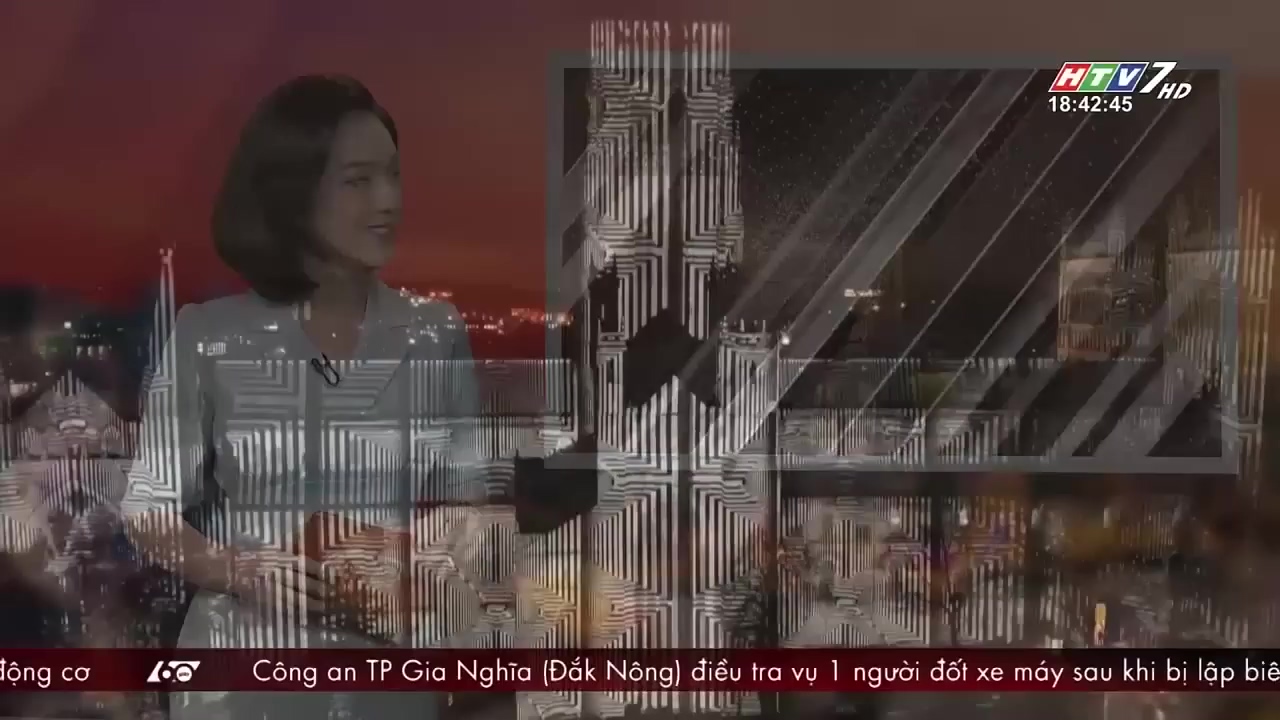 HTV7 HD
18:42:45
động cơ 60 Công an TP Gia Nghĩa (Đắk Nông) điều tra vụ 1 người đốt xe máy sau khi bị lập biê